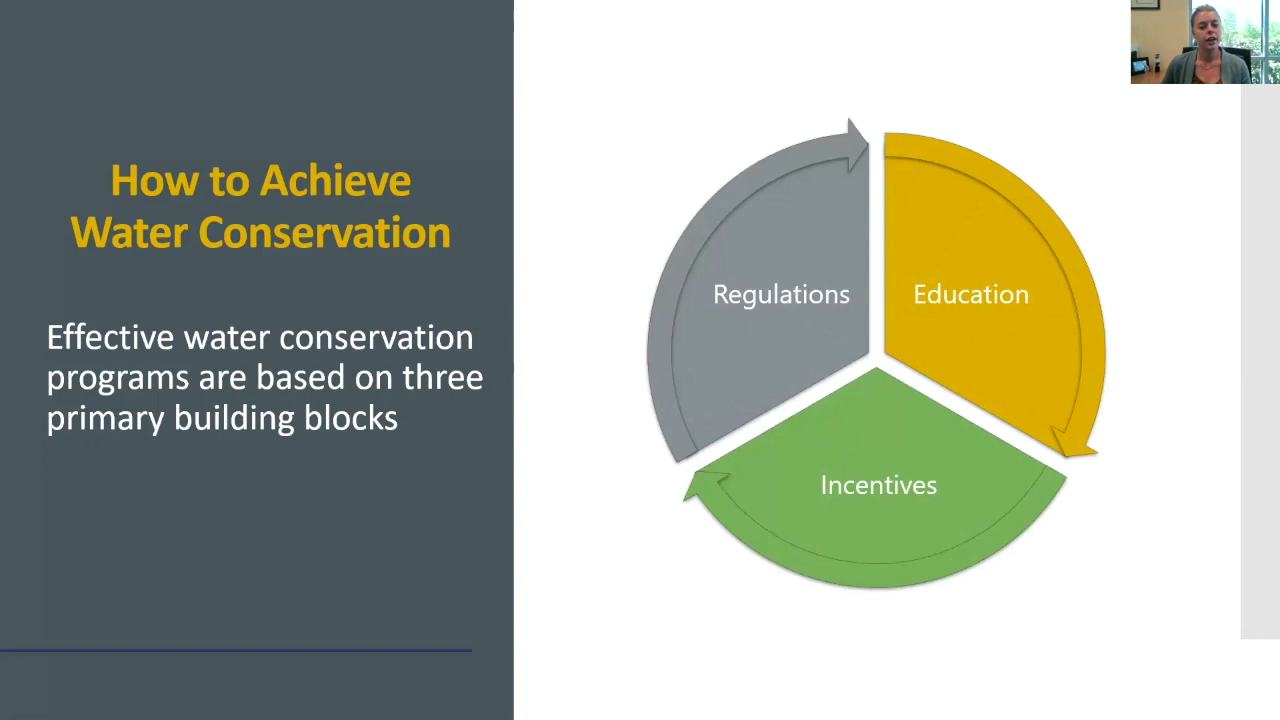 How to Achieve
Water Conservation
Effective water conservation
programs are based on three
primary building blocks
Regulations
Education
Incentives